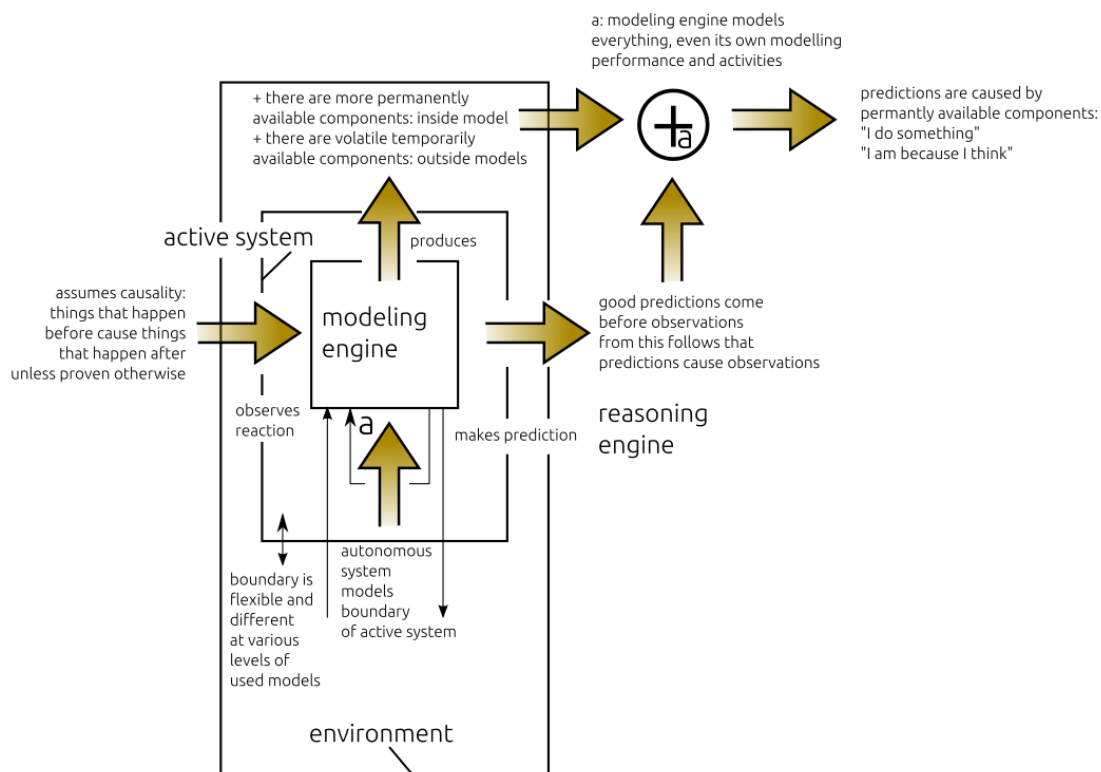 a: modeling engine models
everything, even its own modelling
performance and activities
+ there are more permanently
available components: inside model
+ there are volatile temporarily
available components: outside models
a
predictions are caused by
permantly available components:
"I do something"
"I am because I think"
active system
produces
assumes causality:
things that happen
before cause things
that happen after
unless proven otherwise
modeling
engine
good predictions come
before observations
from this follows that
predictions cause observations
observes
reaction
a
makes prediction
reasoning
engine
boundary is
flexible and
different
at various
levels of
used models
autonomous
system
models
boundary
of active system
environment